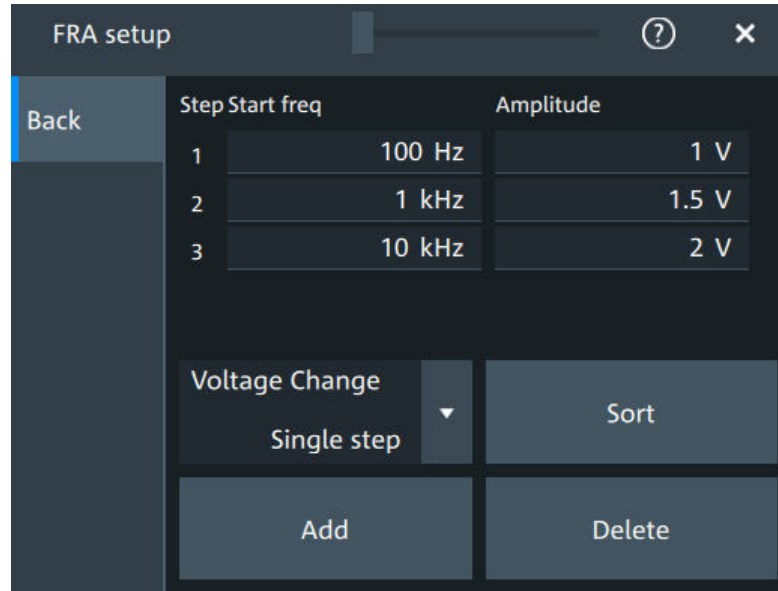 FRA setup ? ×
Back
Step Start freq Amplitude
1 100 Hz 1 V
2 1 kHz 1.5 V
3 10 kHz 2 V
Voltage Change
Single step
Sort
Add Delete